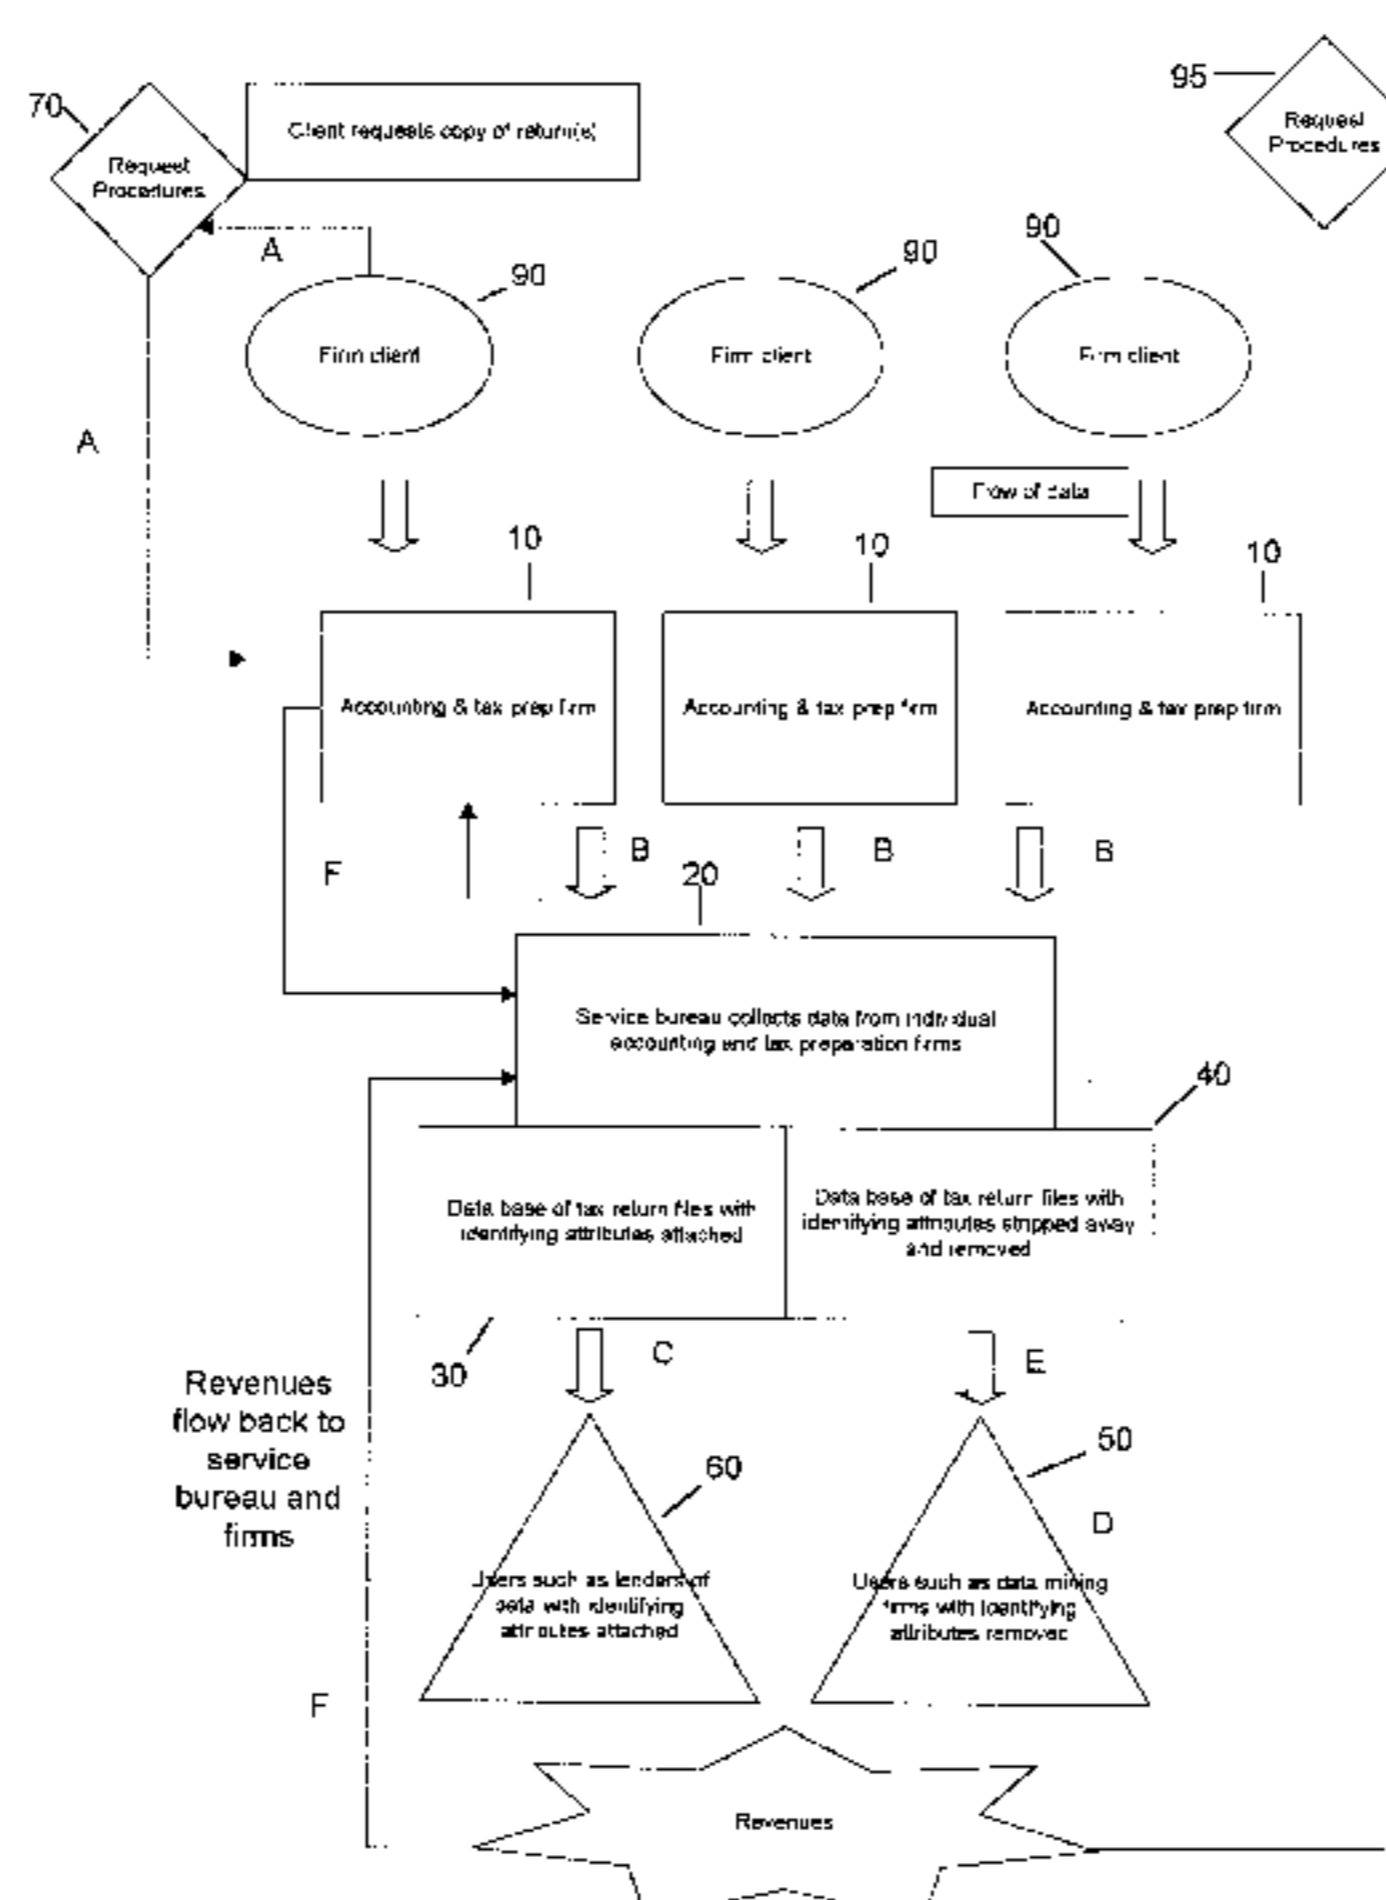 95
70
Client requests copy of return(s)
Request
Procedures
Request
Procedures
A
90
90
90
Firm client
Firm client
Firm client
A
Flow of data
10
10
10
Accounting & tax prep firm
Accounting & tax prep firm
Accounting & tax prep firm
F
B
B
B
20
Service bureau collects data from individual
accounting and tax preparation firms
40
Data base of tax return files with
identifying attributes attached
Data base of tax return files with
identifying attributes stripped away
and removed
30
C
E
Revenues
flow back to
service
bureau and
firms
60
50
D
Users such as lenders of
data with identifying
attributes attached
Users such as data mining
firms with identifying
attributes removed
F
Revenues